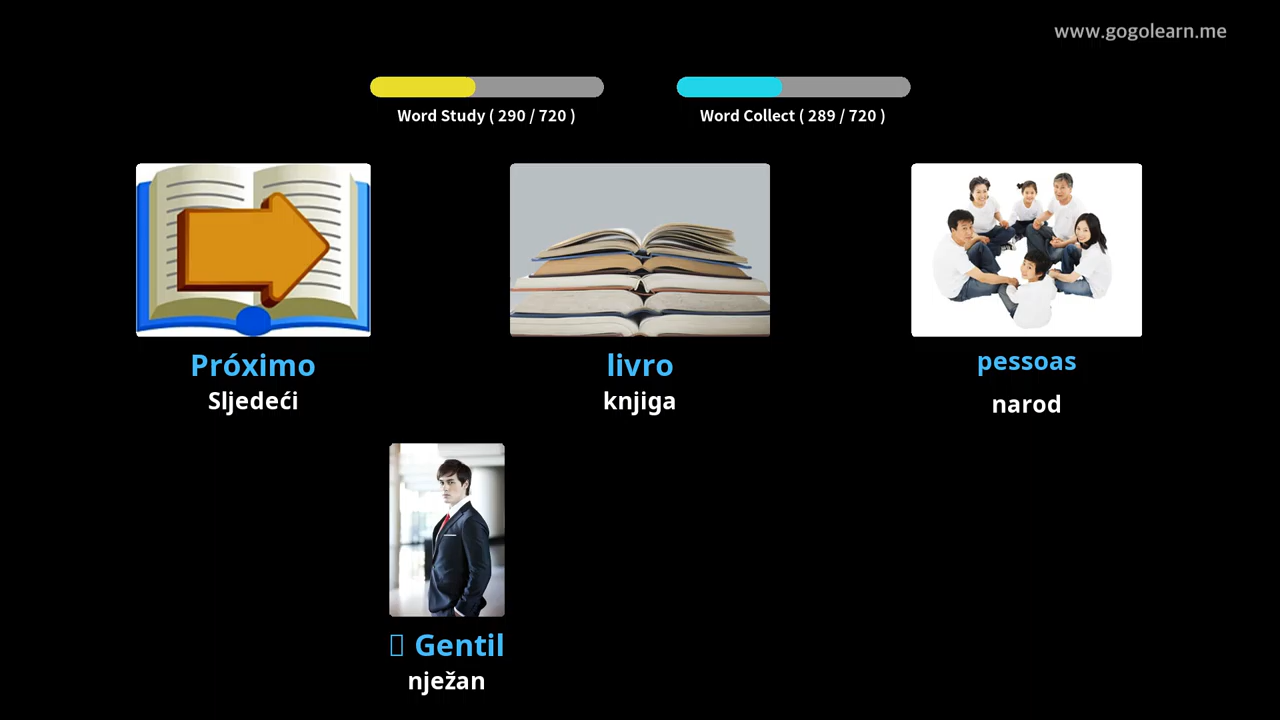 www.gogolearn.me
Word Study ( 290 / 720 )
Word Collect ( 289 / 720 )
Próximo
Sljedeći
livro
knjiga
pessoas
narod
Gentil
nježan